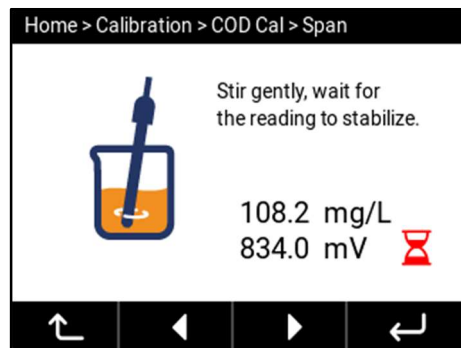 Home > Calibration > COD Cal > Span
Stir gently, wait for
the reading to stabilize.
108.2 mg/L
834.0 mV